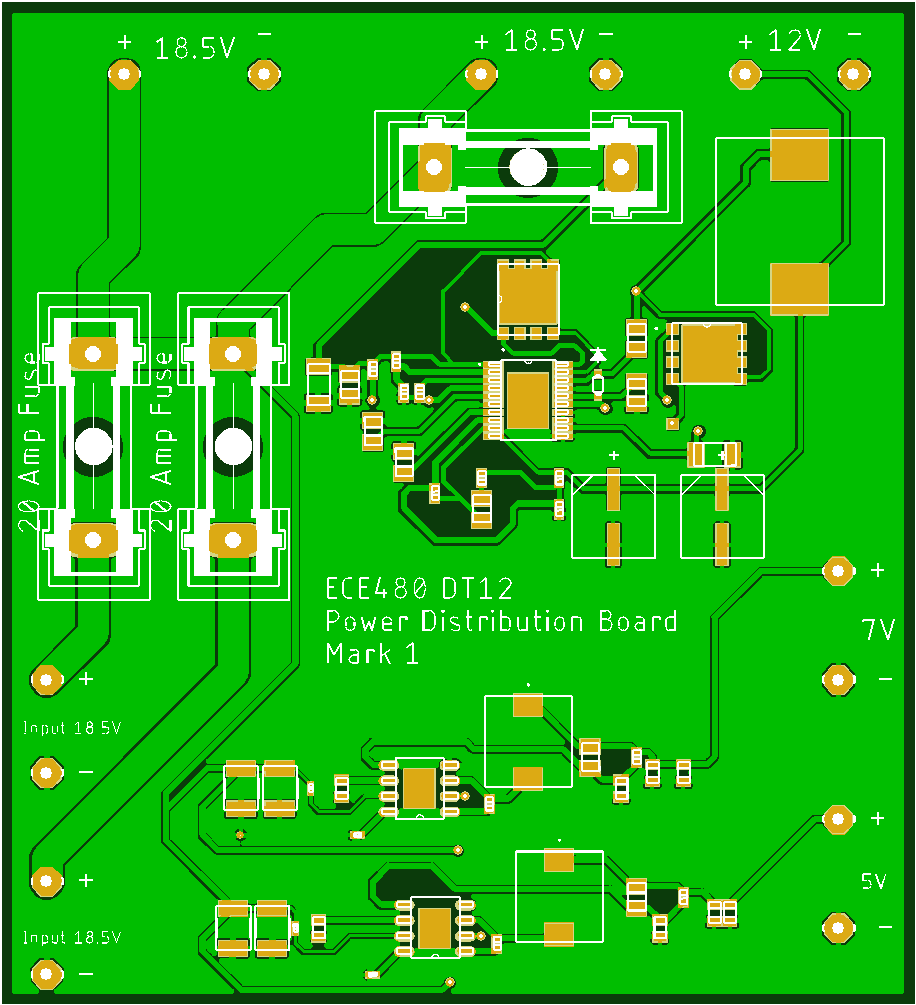 + 18.5V −
+ 18.5V −
+ 12V −
20 Amp Fuse
20 Amp Fuse
+
+
ECE480 DT12
Power Distribution Board
Mark 1
+
7V
−
+
Input 18.5V
−
+
5V
−
+
Input 18.5V
−